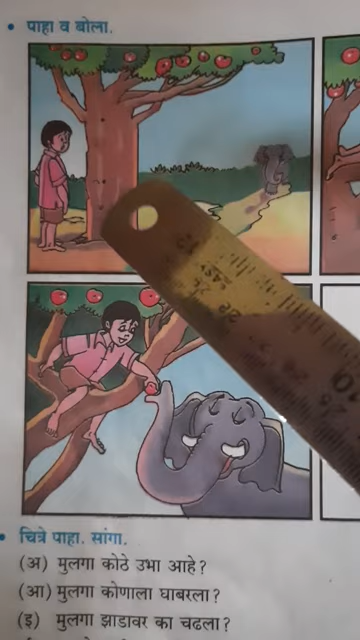 • पाहा व बोला.
• चित्रे पाहा. सांगा.
(अ) मुलगा कोठे उभा आहे?
(आ) मुलगा कोणाला घाबरला?
(इ) मुलगा झाडावर का चढला?